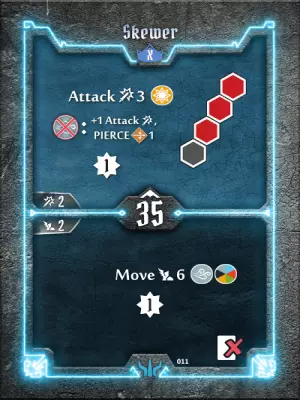 Skewer
X
Attack 3
: +1 Attack ,
PIERCE 1
1
2
35
2
Move 6
1
011